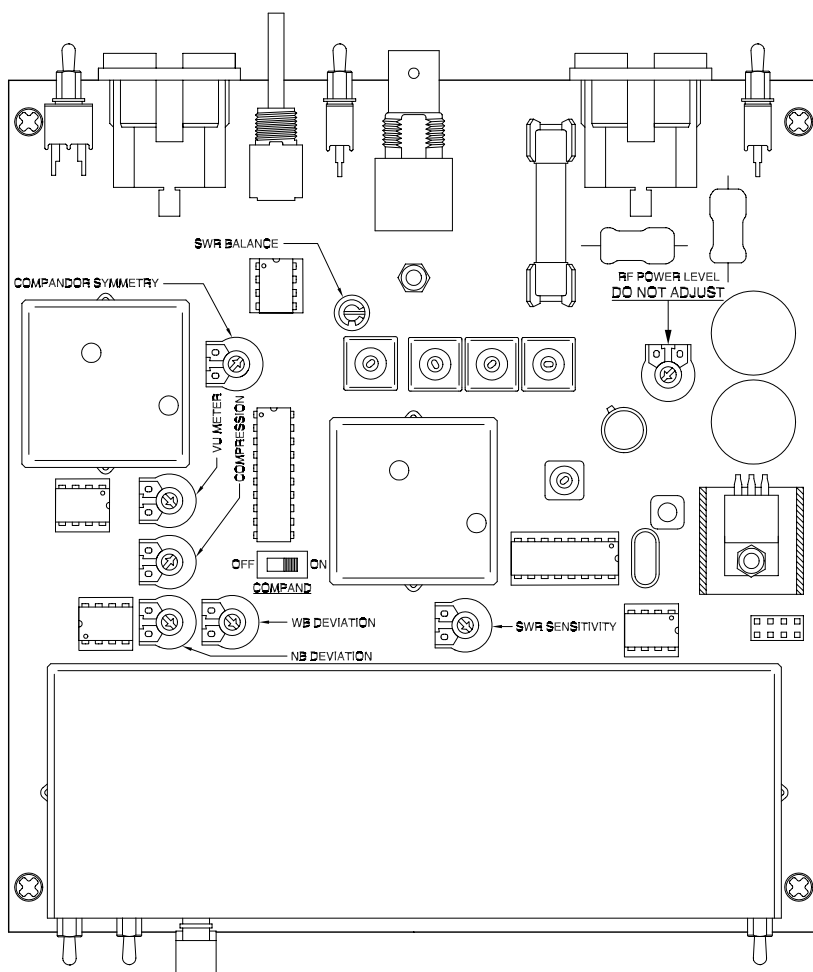 SWR BALANCE
COMPANDOR SYMMETRY
RF POWER LEVEL
DO NOT ADJUST
VU METER
COMPRESSION
OFF
ON
COMPAND
WB DEVIATION
SWR SENSITIVITY
NB DEVIATION